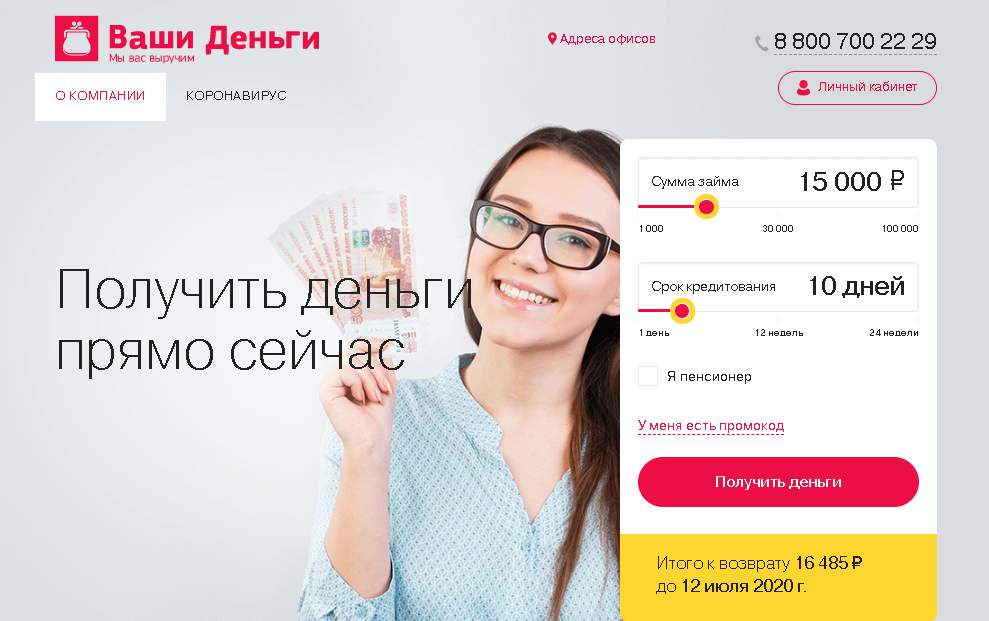 Ваши Деньги
Мы вас выручим
Адреса офисов
8 800 700 22 29
Личный кабинет
О КОМПАНИИ
КОРОНАВИРУС
Получить деньги
прямо сейчас
Сумма займа
15 000 ₽
1 000
30 000
100 000
Срок кредитования
10 дней
1 день
12 недель
24 недели
Я пенсионер
У меня есть промокод
Получить деньги
Итого к возврату 16 485 ₽
до 12 июля 2020 г.